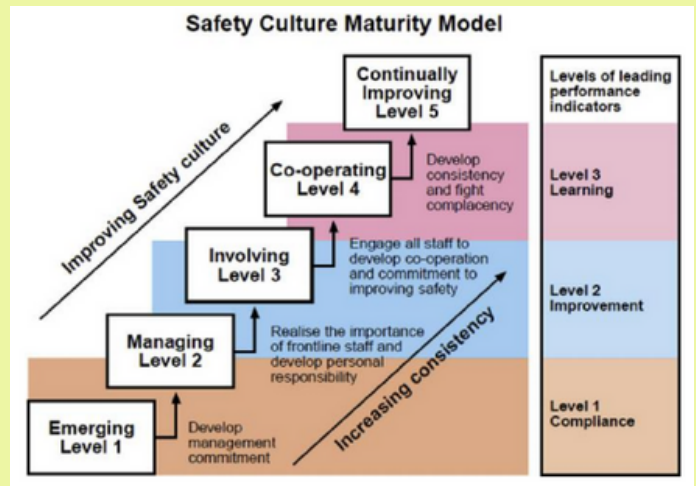 Safety Culture Maturity Model
Continually
Improving
Level 5
Levels of leading
performance
indicators
Improving Safety culture
Co-operating
Level 4
Develop
consistency
and fight
complacency
Level 3
Learning
Involving
Level 3
Engage all staff to
develop co-operation
and commitment to
improving safety
Level 2
Improvement
Managing
Level 2
Realise the importance
of frontline staff and
develop personal
responsibility
Increasing consistency
Emerging
Level 1
Develop
management
commitment
Level 1
Compliance